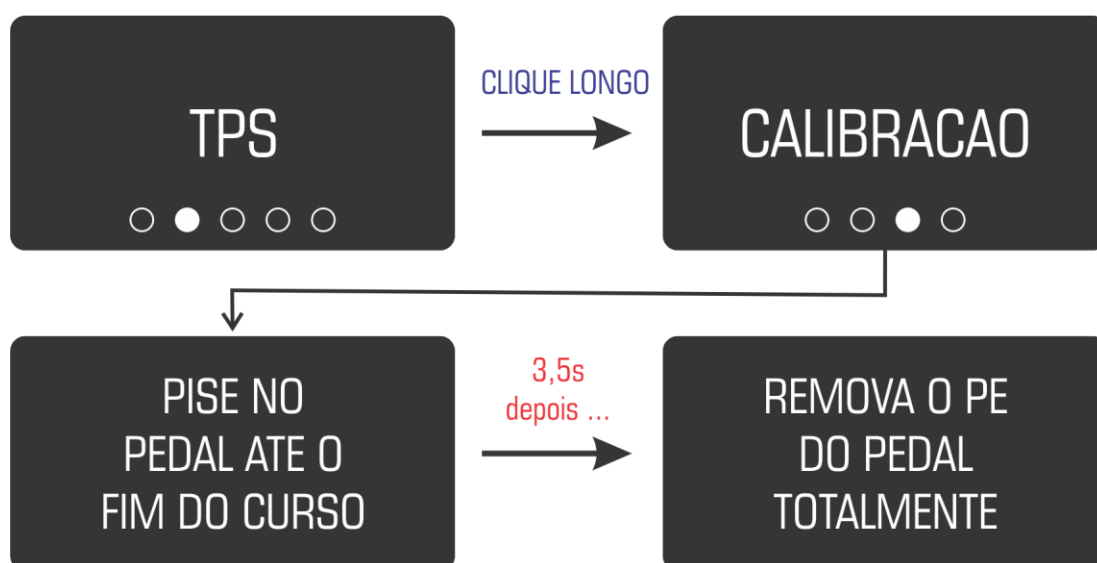 TPS
CLIQUE LONGO
CALIBRACAO
PISE NO
PEDAL ATE O
FIM DO CURSO
3,5s
depois ...
REMOVA O PE
DO PEDAL
TOTALMENTE